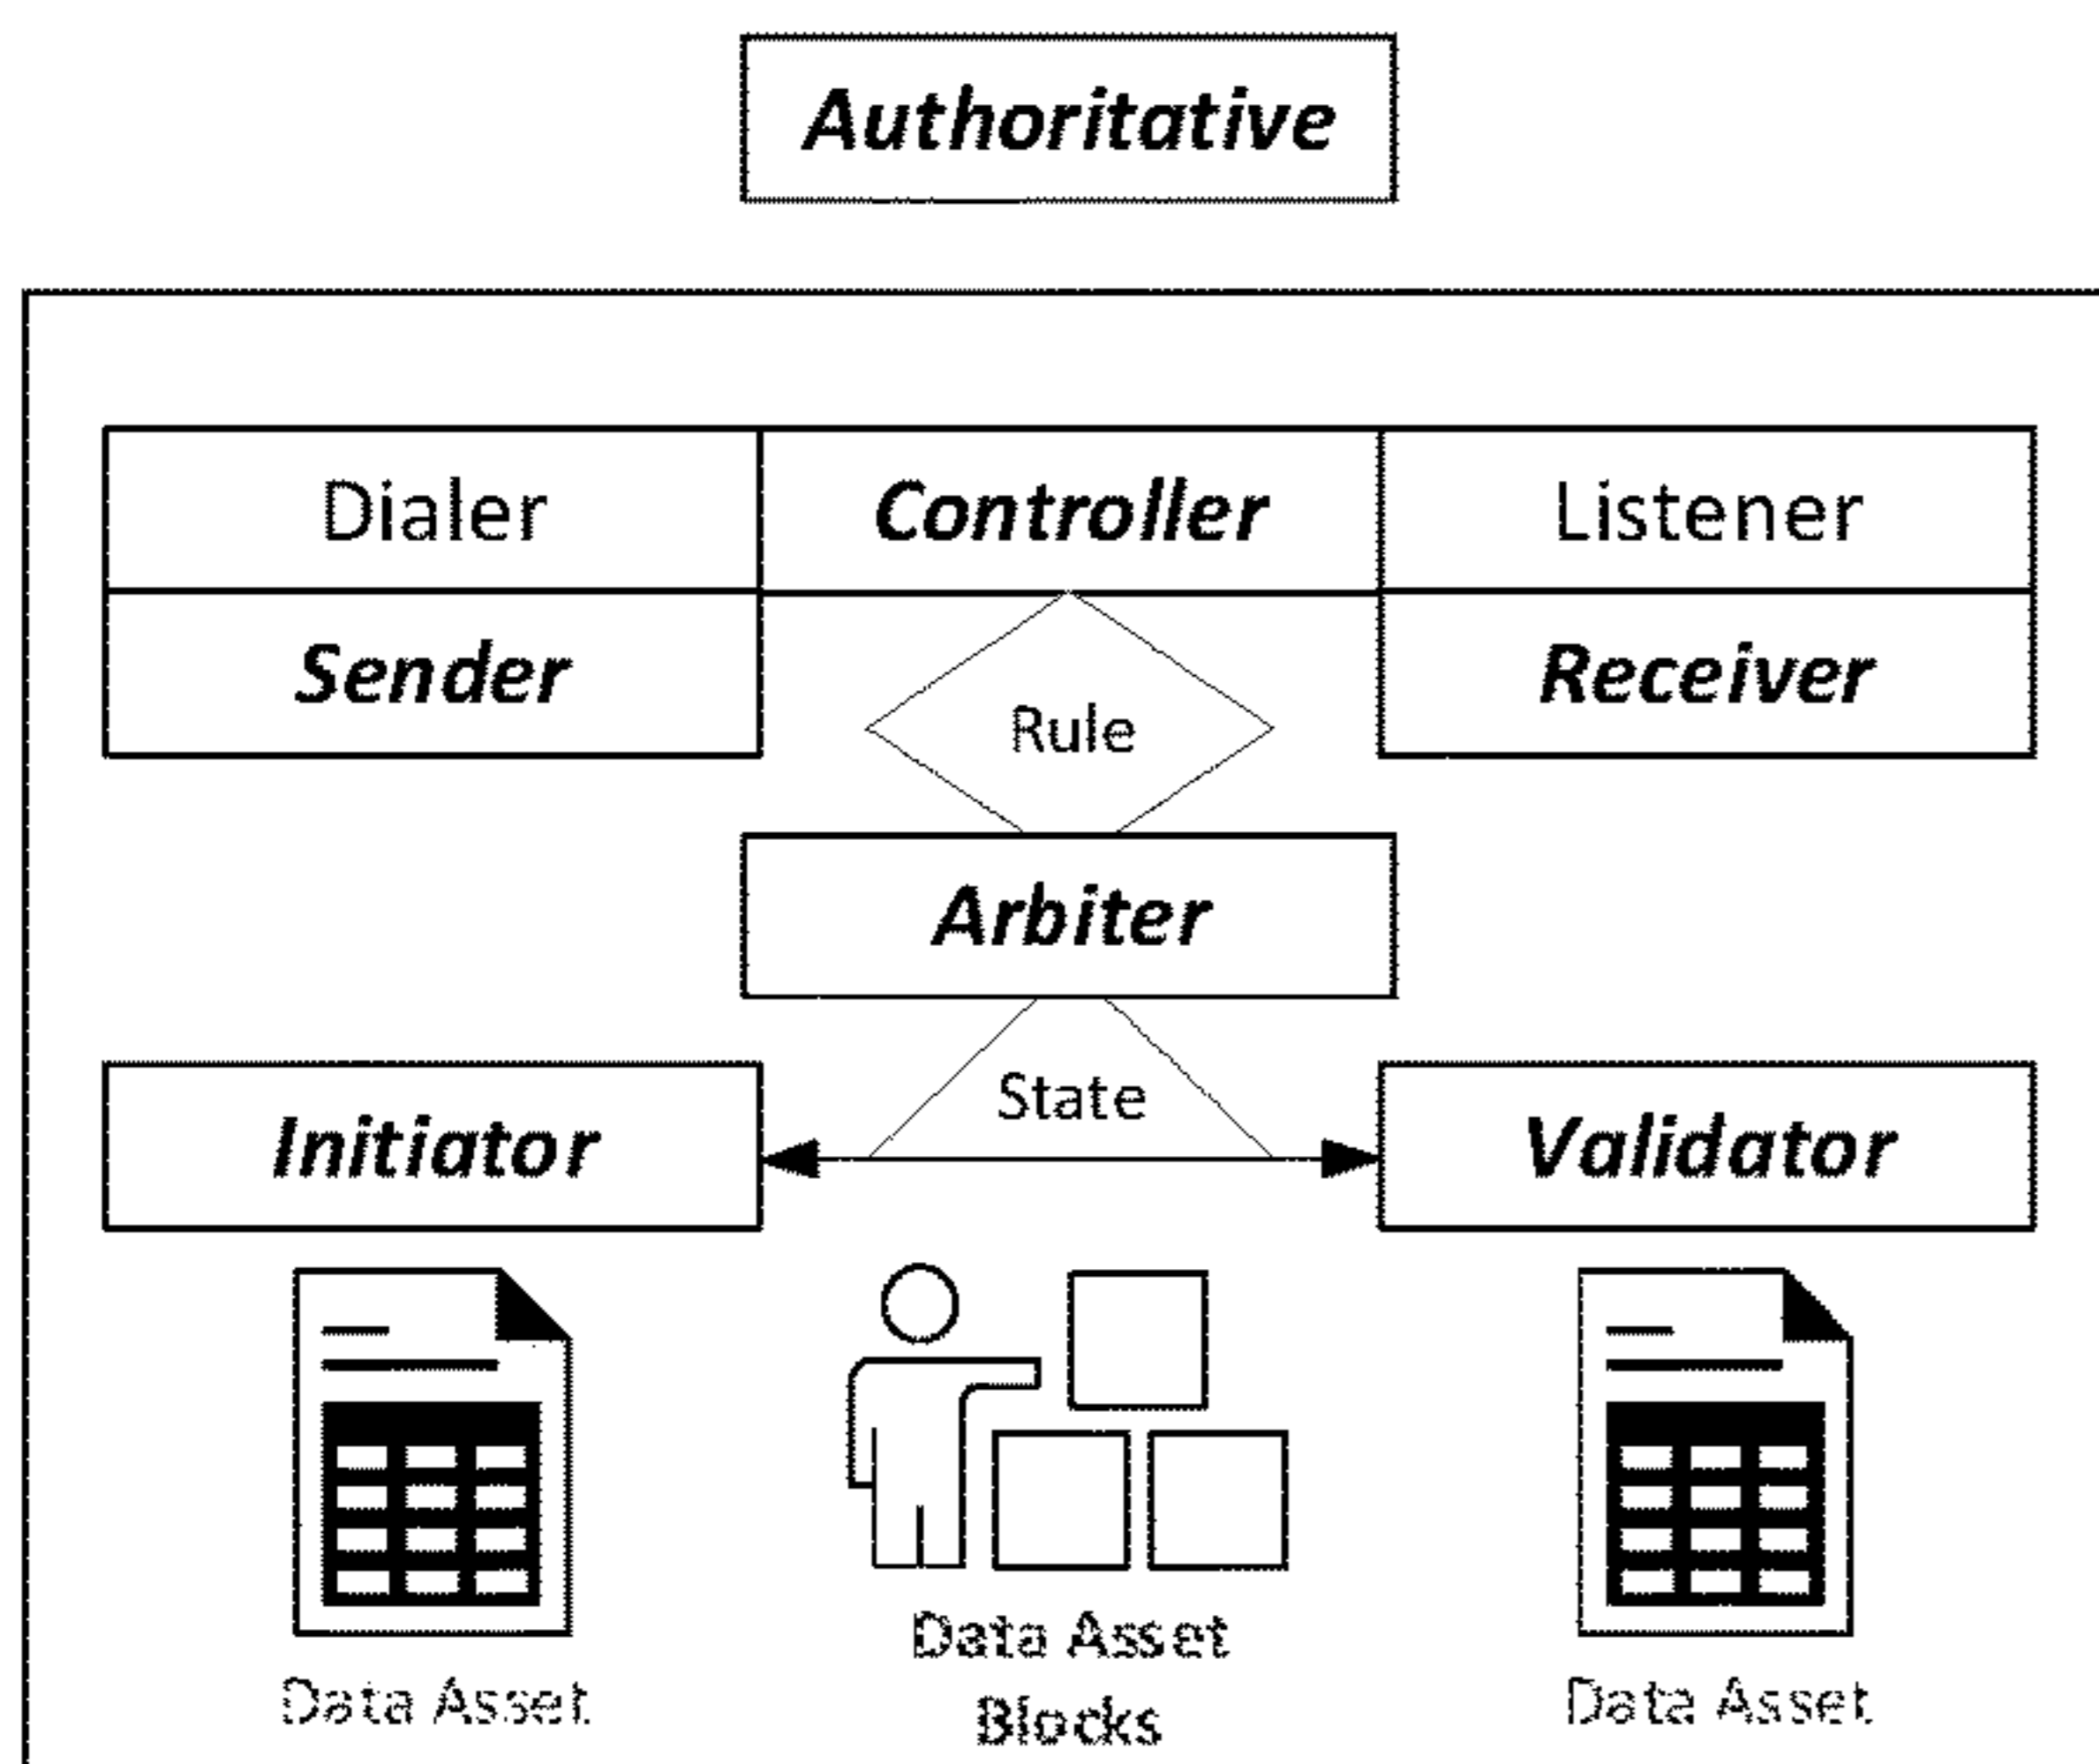 Authoritative
Dialer
Controller
Listener
Sender
Receiver
Rule
Arbiter
State
Initiator
Validator
Data Asset
Data Asset
Blocks
Data Asset